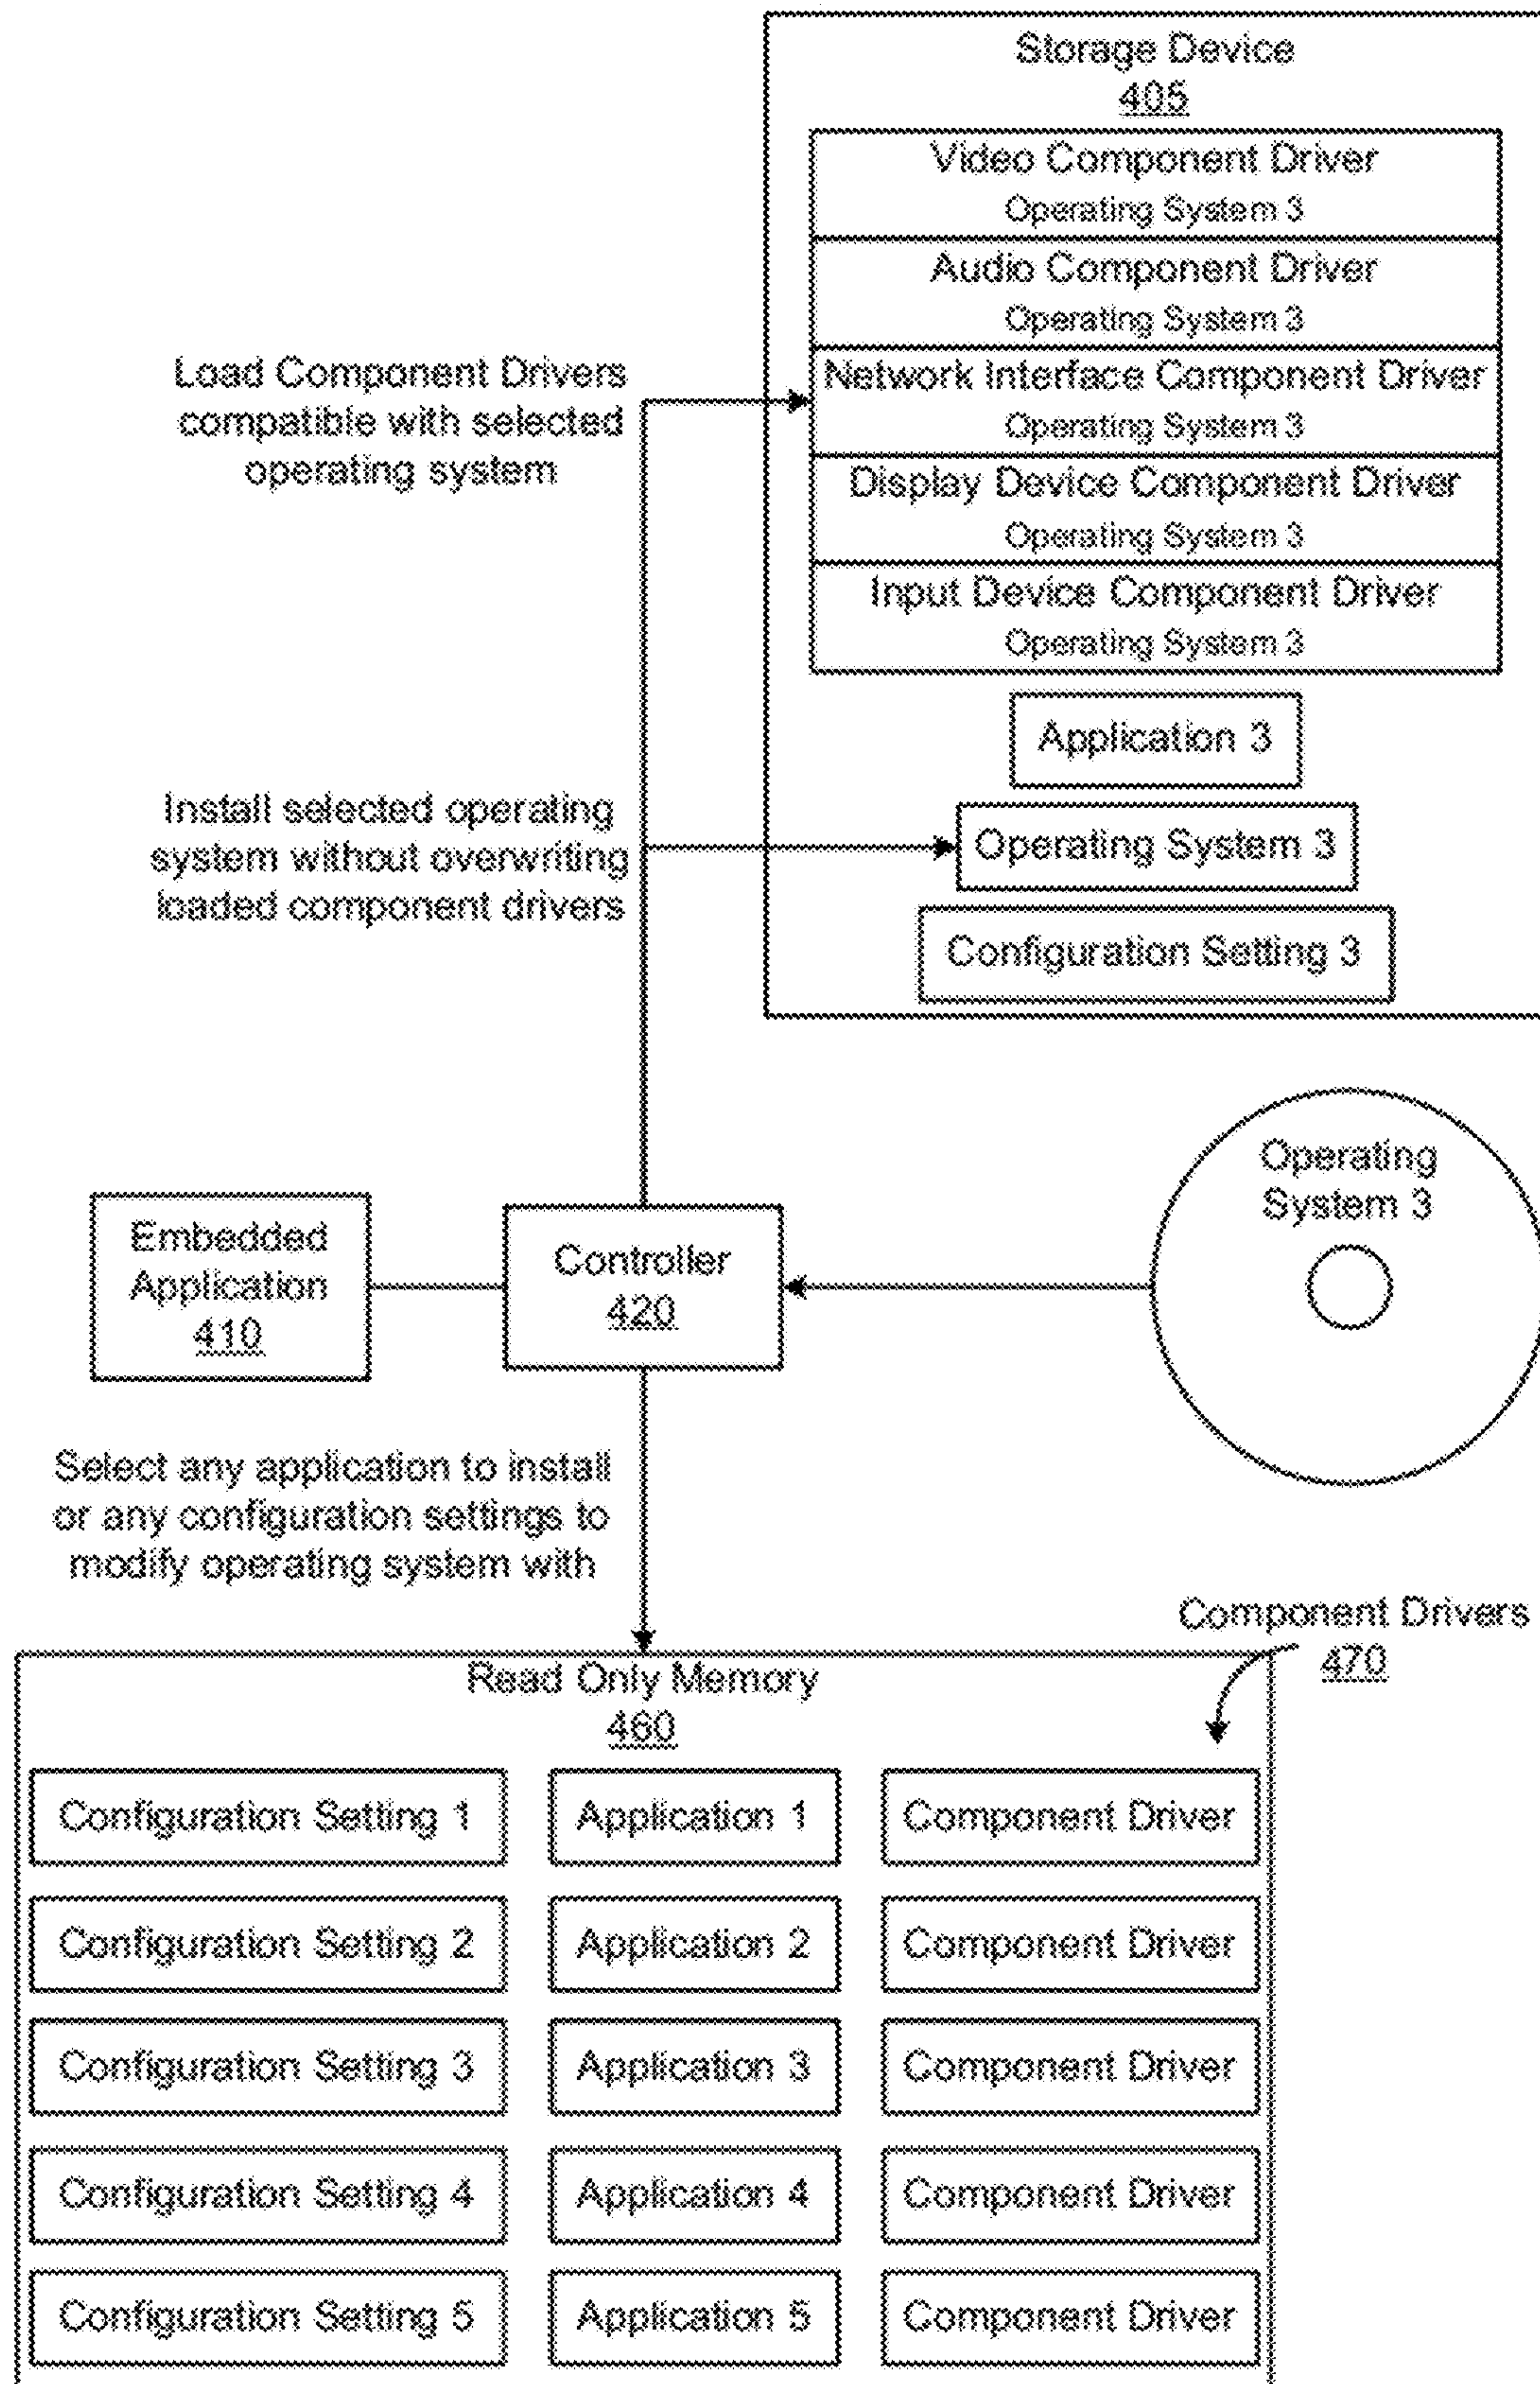 Storage Device
405
Video Component Driver
Operating System 3
Audio Component Driver
Operating System 3
Network Interface Component Driver
Operating System 3
Display Device Component Driver
Operating System 3
Input Device Component Driver
Operating System 3
Application 3
Operating System 3
Configuration Setting 3
Load Component Drivers
compatible with selected
operating system
Install selected operating
system without overwriting
loaded component drivers
Operating
System 3
Embedded
Application
410
Controller
420
Select any application to install
or any configuration settings to
modify operating system with
Component Drivers
470
Read Only Memory
460
Configuration Setting 1
Application 1
Component Driver
Configuration Setting 2
Application 2
Component Driver
Configuration Setting 3
Application 3
Component Driver
Configuration Setting 4
Application 4
Component Driver
Configuration Setting 5
Application 5
Component Driver